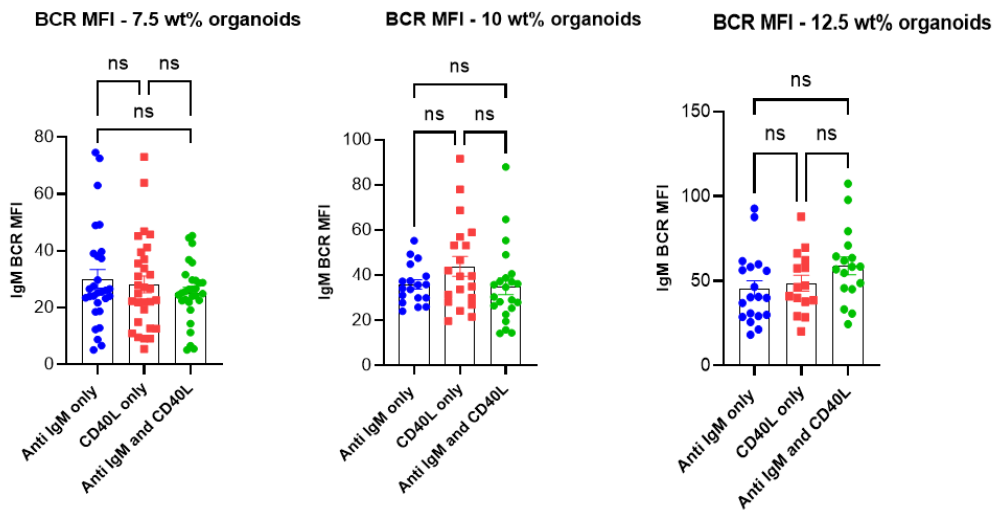 BCR MFI - 7.5 wt% organoids
ns ns
ns
IgM BCR MFI
80
60
40
20
0
Anti IgM only
CD40L only
Anti IgM and CD40L
BCR MFI - 10 wt% organoids
ns
ns ns
IgM BCR MFI
100
80
60
40
20
0
Anti IgM only
CD40L only
Anti IgM and CD40L
BCR MFI - 12.5 wt% organoids
ns
ns ns
IgM BCR MFI
150
100
50
0
Anti IgM only
CD40L only
Anti IgM and CD40L